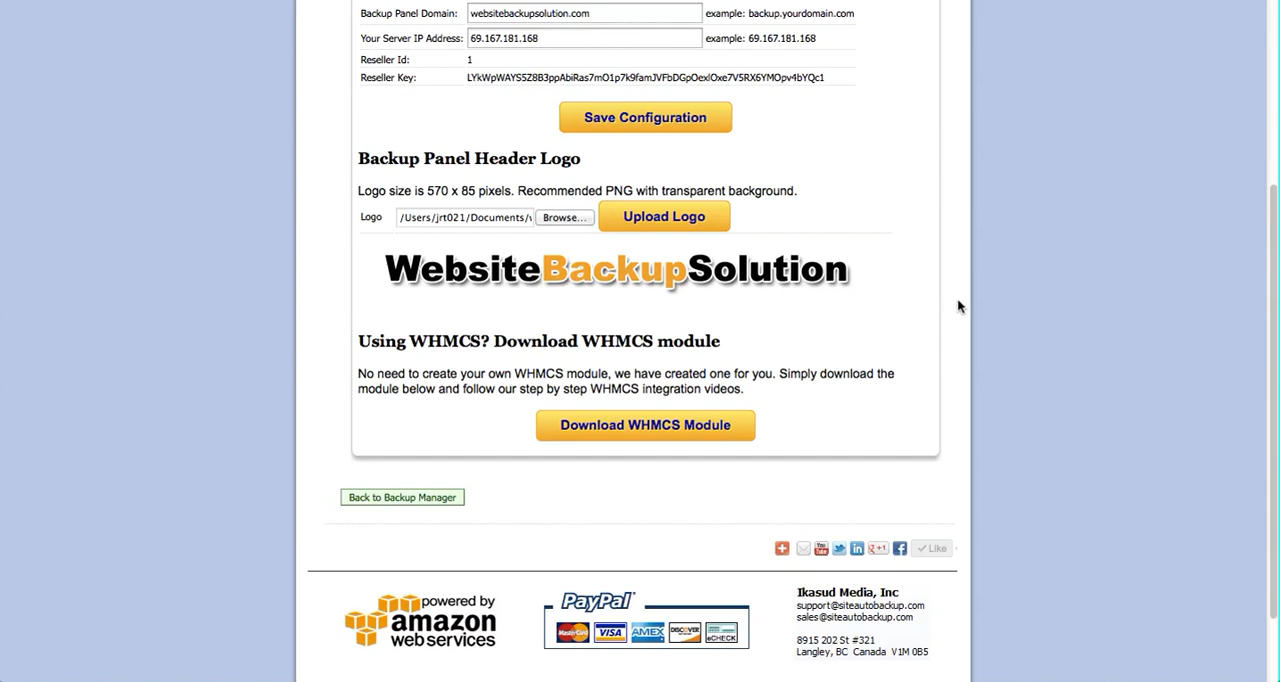 Backup Panel Domain: websitebackupsolution.com example: backup.yourdomain.com
Your Server IP Address: 69.167.181.168 example: 69.167.181.168
Reseller Id: 1
Reseller Key: LYkWpWAYS5Z8B3ppAbiRas7mO1p7k9famJVFbDGpOexlOxe7V5RX6YMOpv4bYQc1
Save Configuration
Backup Panel Header Logo
Logo size is 570 x 85 pixels. Recommended PNG with transparent background.
Logo /Users/jrt021/Documents/ Browse... Upload Logo
WebsiteBackupSolution
Using WHMCS? Download WHMCS module
No need to create your own WHMCS module, we have created one for you. Simply download the
module below and follow our step by step WHMCS integration videos.
Download WHMCS Module
Back to Backup Manager
You Tube in g +1 f Like
powered by
amazon
web services
PayPal
MasterCard VISA AMEX DISCOVER eCHECK
Ikasud Media, Inc
support@siteautobackup.com
sales@siteautobackup.com
8915 202 St #321
Langley, BC Canada V1M 0B5